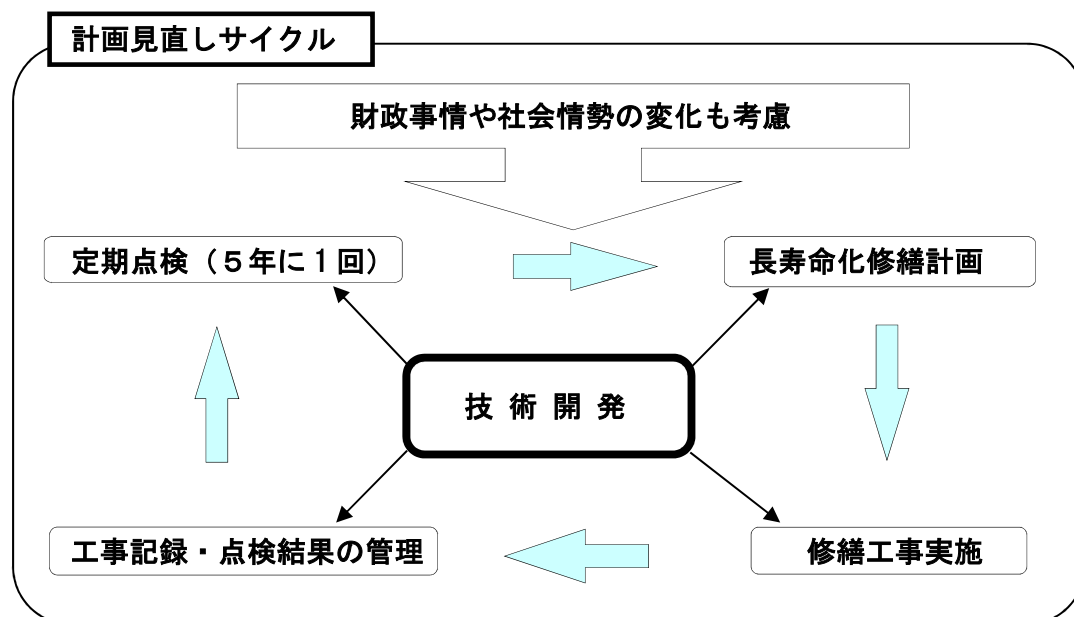 計画見直しサイクル
財政事情や社会情勢の変化も考慮
定期点検（５年に１回）
長寿命化修繕計画
技 術 開 発
工事記録・点検結果の管理
修繕工事実施